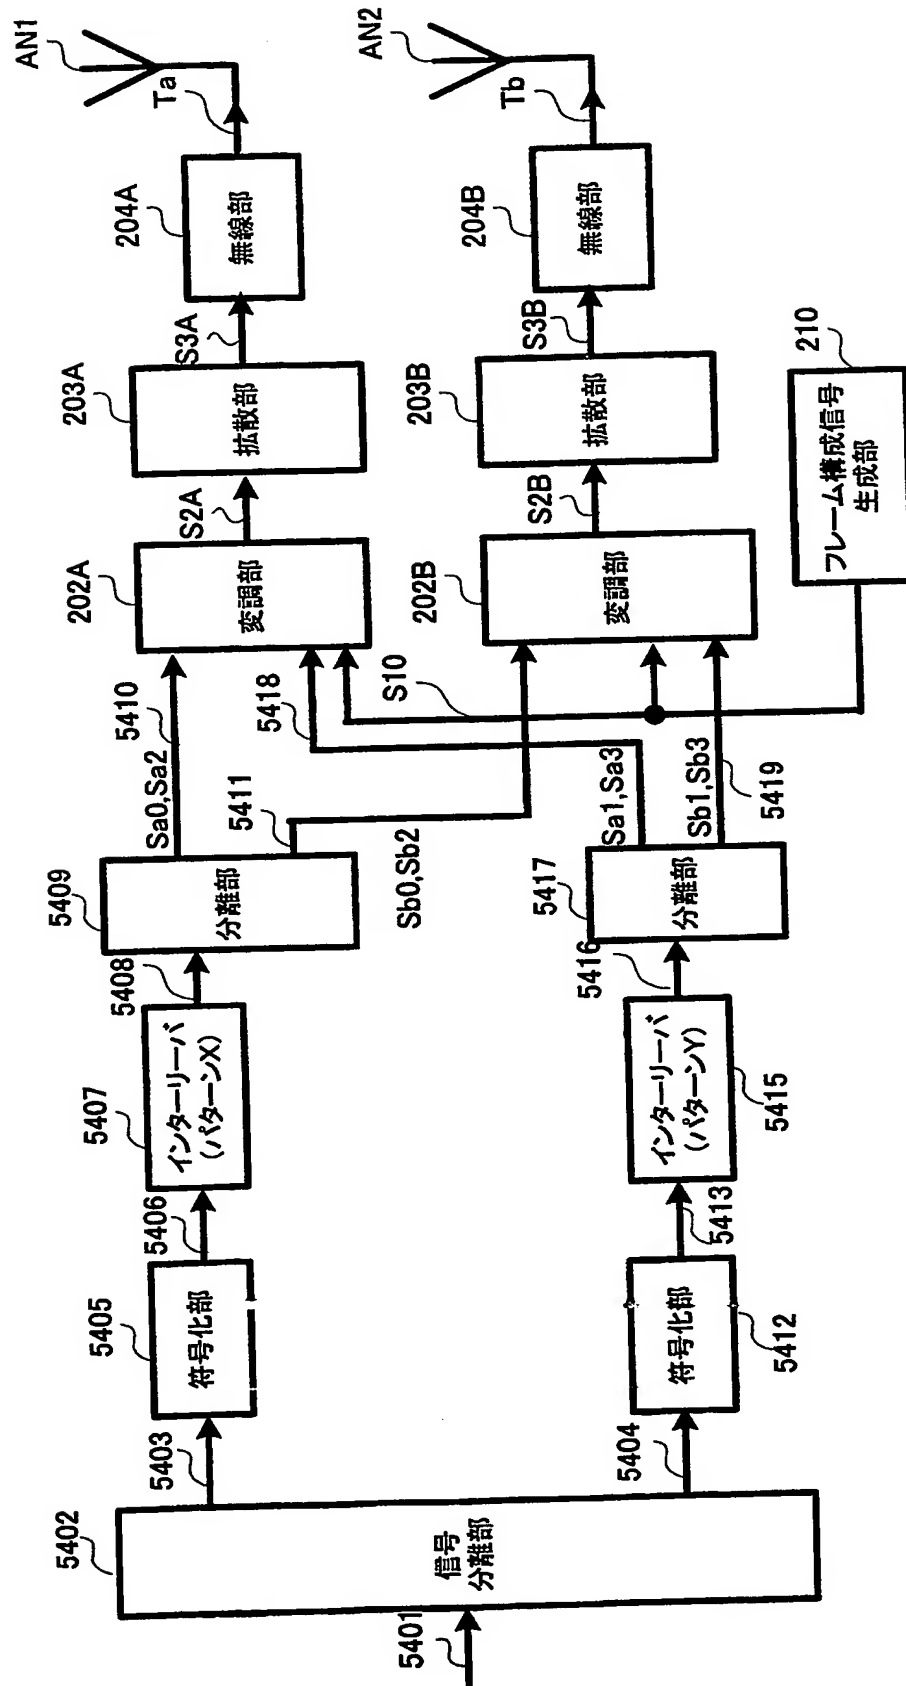 AN1
Ta
204A
無線部
S3A
203A
拡散部
S2A
202A
変調部
5410
Sa0,Sa2
5409
分離部
5411
5408
5407
インターリーバ
(パターンX)
5406
5405
符号化部
5403
5402
信号
分離部
5401
AN2
Tb
204B
無線部
S3B
203B
拡散部
S2B
202B
変調部
S10
5418
Sb0,Sb2
Sa1,Sa3
Sb1,Sb3
5419
5417
分離部
5416
インターリーバ
(パターンY)
5415
5413
符号化部
5412
5404
210
フレーム構成信号
生成部